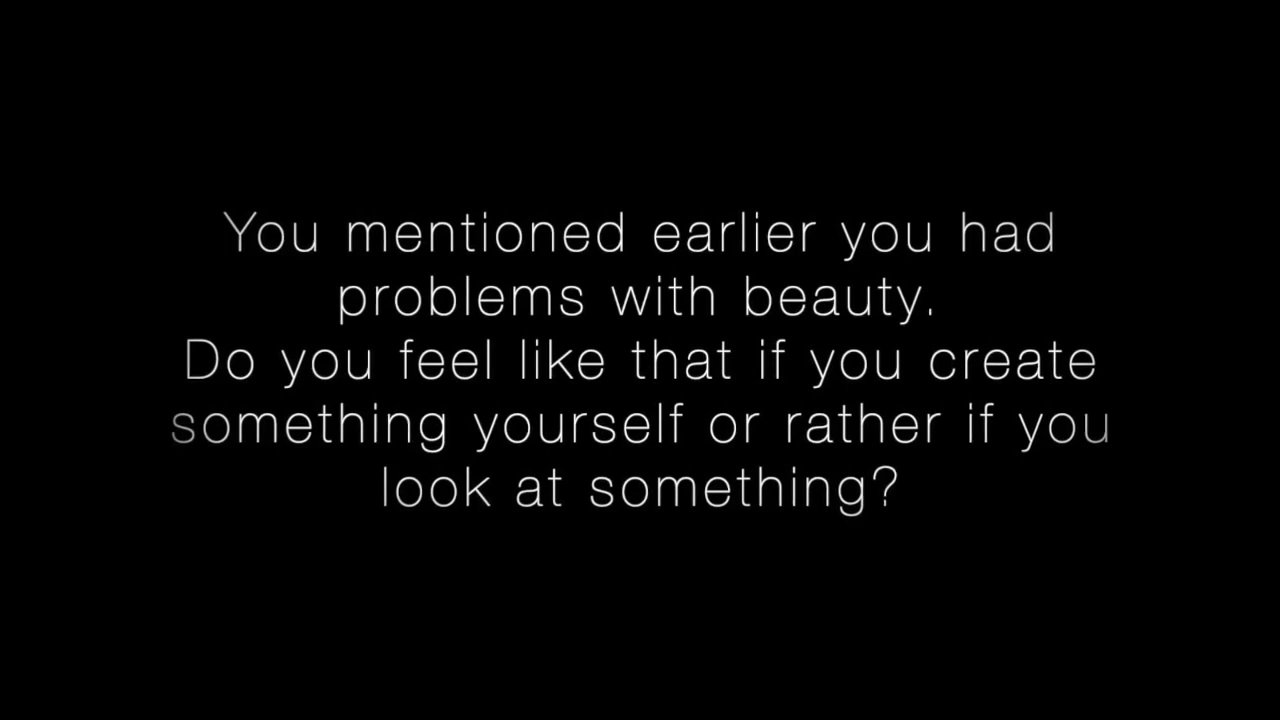 You mentioned earlier you had
problems with beauty.
Do you feel like that if you create
something yourself or rather if you
look at something?